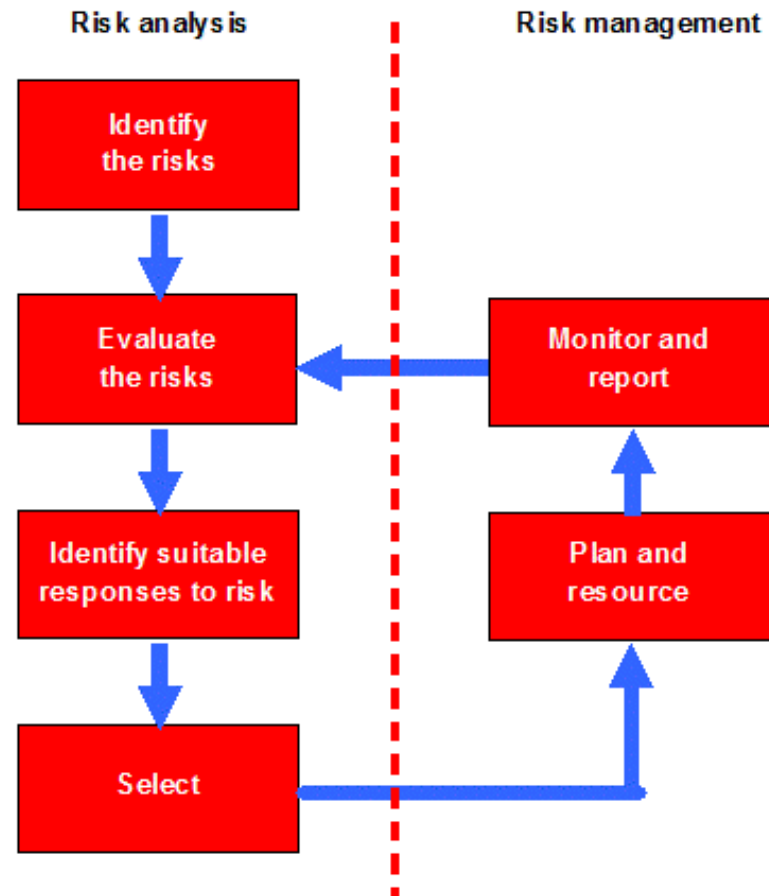 Risk analysis
Risk management
Identify
the risks
Evaluate
the risks
Monitor and
report
Identify suitable
responses to risk
Plan and
resource
Select